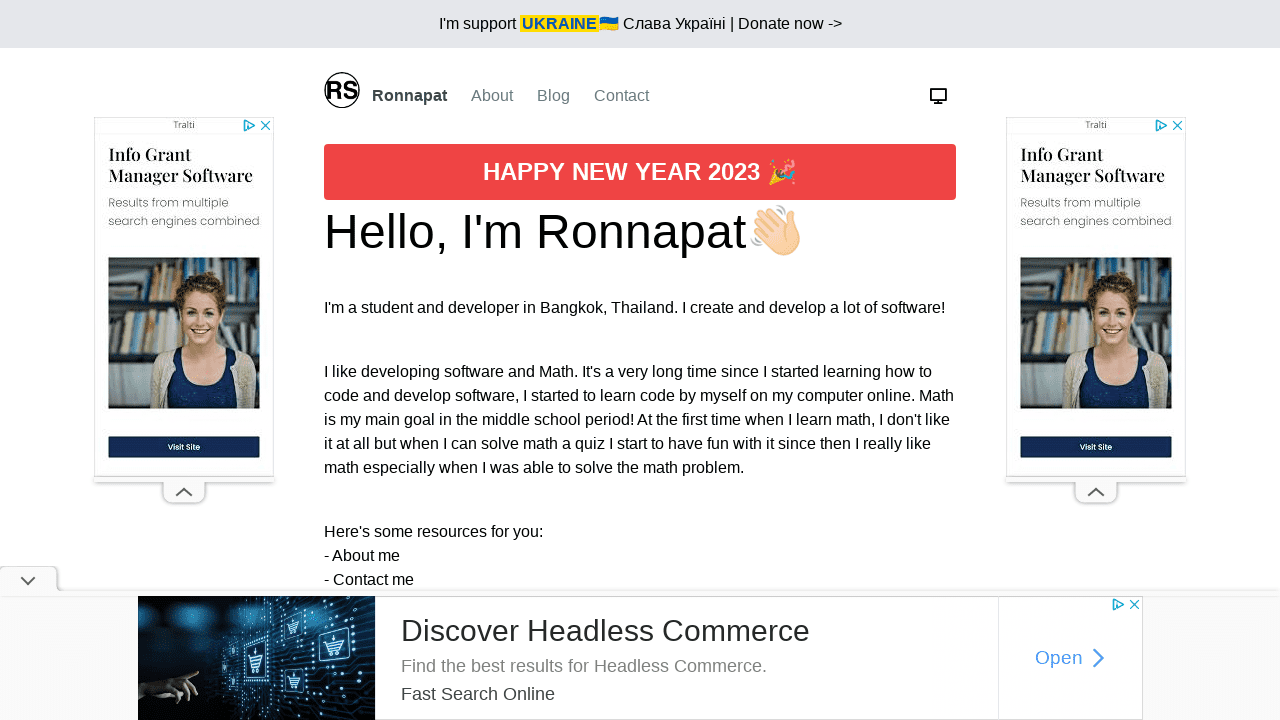 I'm support UKRAINE🇺🇦 Слава Україні | Donate now ->
RS Ronnapat About Blog Contact
Tralti
Info Grant
Manager Software
Results from multiple
search engines combined
Visit Site
HAPPY NEW YEAR 2023 🎉
Hello, I'm Ronnapat👋🏻
I'm a student and developer in Bangkok, Thailand. I create and develop a lot of software!
I like developing software and Math. It's a very long time since I started learning how to
code and develop software, I started to learn code by myself on my computer online. Math
is my main goal in the middle school period! At the first time when I learn math, I don't like
it at all but when I can solve math a quiz I start to have fun with it since then I really like
math especially when I was able to solve the math problem.
Here's some resources for you:
- About me
- Contact me
Tralti
Info Grant
Manager Software
Results from multiple
search engines combined
Visit Site
Discover Headless Commerce
Find the best results for Headless Commerce.
Fast Search Online
Open